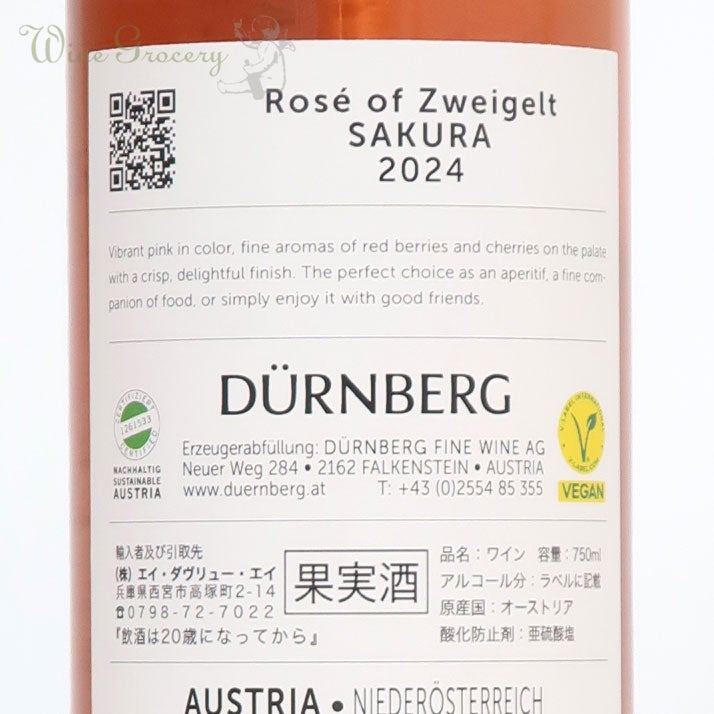 Wine Grocery
Rosé of Zweigelt
SAKURA
2024
Vibrant pink in color, fine aromas of red berries and cherries on the palate
with a crisp, delightful finish. The perfect choice as an aperitif, a fine com-
panion of food, or simply enjoy it with good friends.
DÜRNBERG
Erzeugerabfüllung: DÜRNBERG FINE WINE AG
Neuer Weg 284 • 2162 FALKENSTEIN • AUSTRIA
www.duernberg.at T: +43 (0)2554 85 355
ZERTIFIZIERT
1261533
CERTIFIED
NACHHALTIG
SUSTAINABLE
AUSTRIA
V-LABEL INTERNATIONAL
V-LABEL.COM
VEGAN
輸入者及び引取先
(株) エイ・ダヴリュー・エイ
兵庫県西宮市高塚町2-14
☎0798-72-7022
『飲酒は20歳になってから』
果実酒
品名：ワイン 容量：750ml
アルコール分：ラベルに記載
原産国：オーストリア
酸化防止剤：亜硫酸塩
AUSTRIA • NIEDERÖSTERREICH